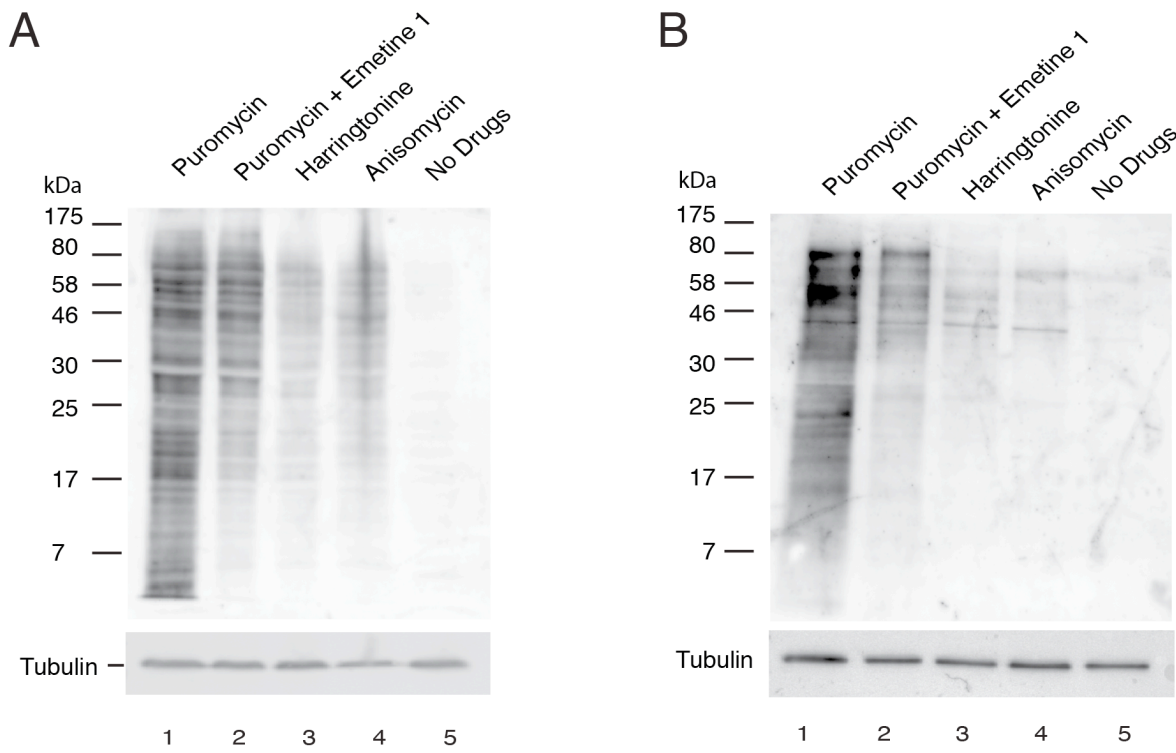 A
Puromycin
Puromycin + Emetine 1
Harringtonine
Anisomycin
No Drugs
kDa
175
80
58
46
30
25
17
7
Tubulin
1 2 3 4 5
B
Puromycin
Puromycin + Emetine 1
Harringtonine
Anisomycin
No Drugs
kDa
175
80
58
46
30
25
17
7
Tubulin
1 2 3 4 5